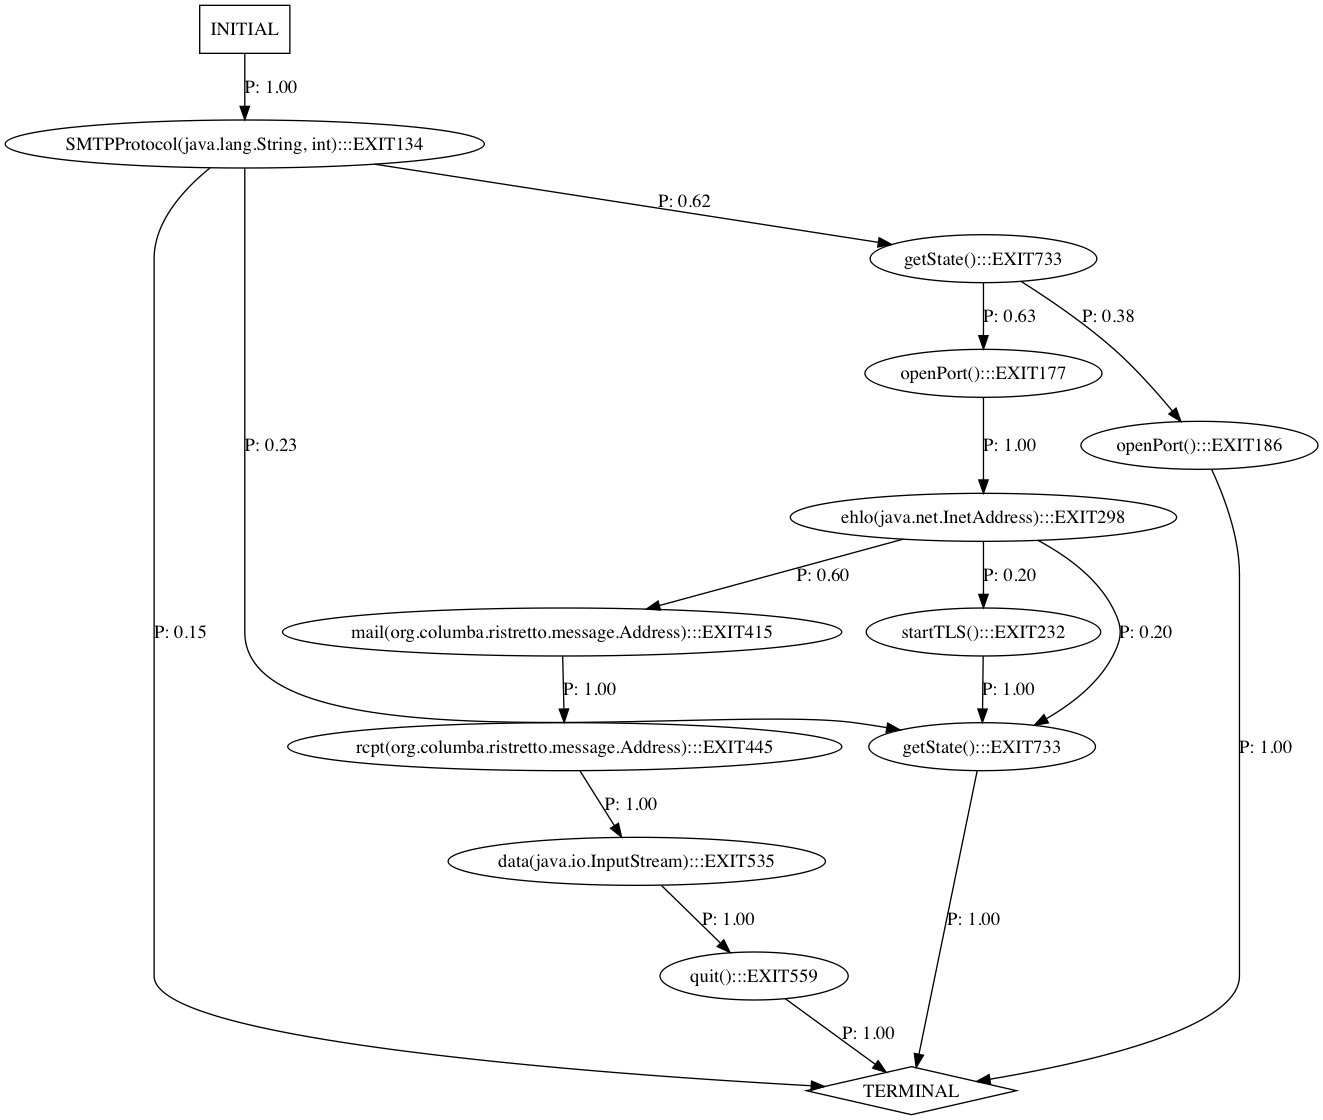 INITIAL
P: 1.00
SMTPProtocol(java.lang.String, int):::EXIT134
P: 0.62
getState():::EXIT733
P: 0.63
P: 0.38
openPort():::EXIT177
P: 0.23
P: 1.00
openPort():::EXIT186
ehlo(java.net.InetAddress):::EXIT298
P: 0.60
P: 0.20
P: 0.15
mail(org.columba.ristretto.message.Address):::EXIT415
startTLS():::EXIT232
P: 0.20
P: 1.00
P: 1.00
rcpt(org.columba.ristretto.message.Address):::EXIT445
getState():::EXIT733
P: 1.00
P: 1.00
data(java.io.InputStream):::EXIT535
P: 1.00
P: 1.00
quit():::EXIT559
P: 1.00
TERMINAL